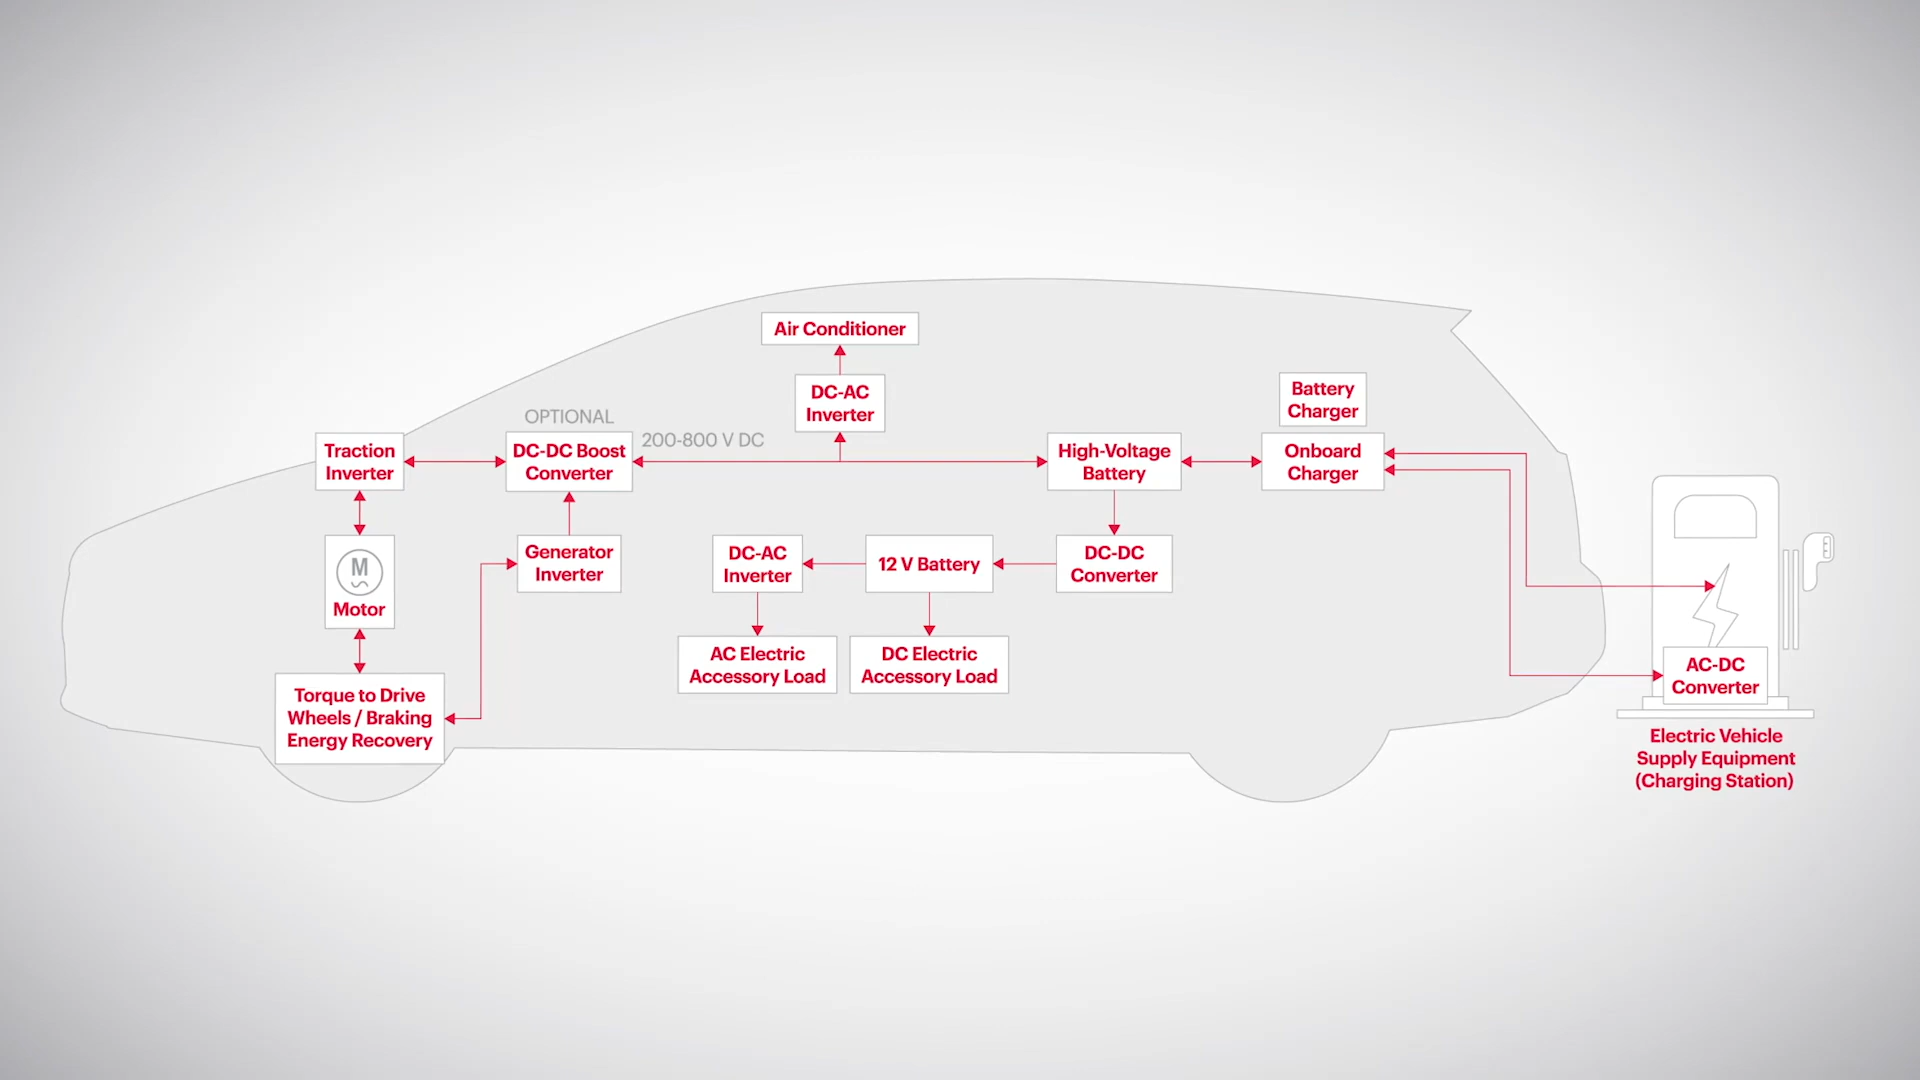 Air Conditioner
DC-AC
Inverter
Battery
Charger
OPTIONAL
200-800 V DC
Traction
Inverter
DC-DC Boost
Converter
High-Voltage
Battery
Onboard
Charger
M
Motor
Generator
Inverter
DC-AC
Inverter
12 V Battery
DC-DC
Converter
AC Electric
Accessory Load
DC Electric
Accessory Load
AC-DC
Converter
Torque to Drive
Wheels / Braking
Energy Recovery
Electric Vehicle
Supply Equipment
(Charging Station)